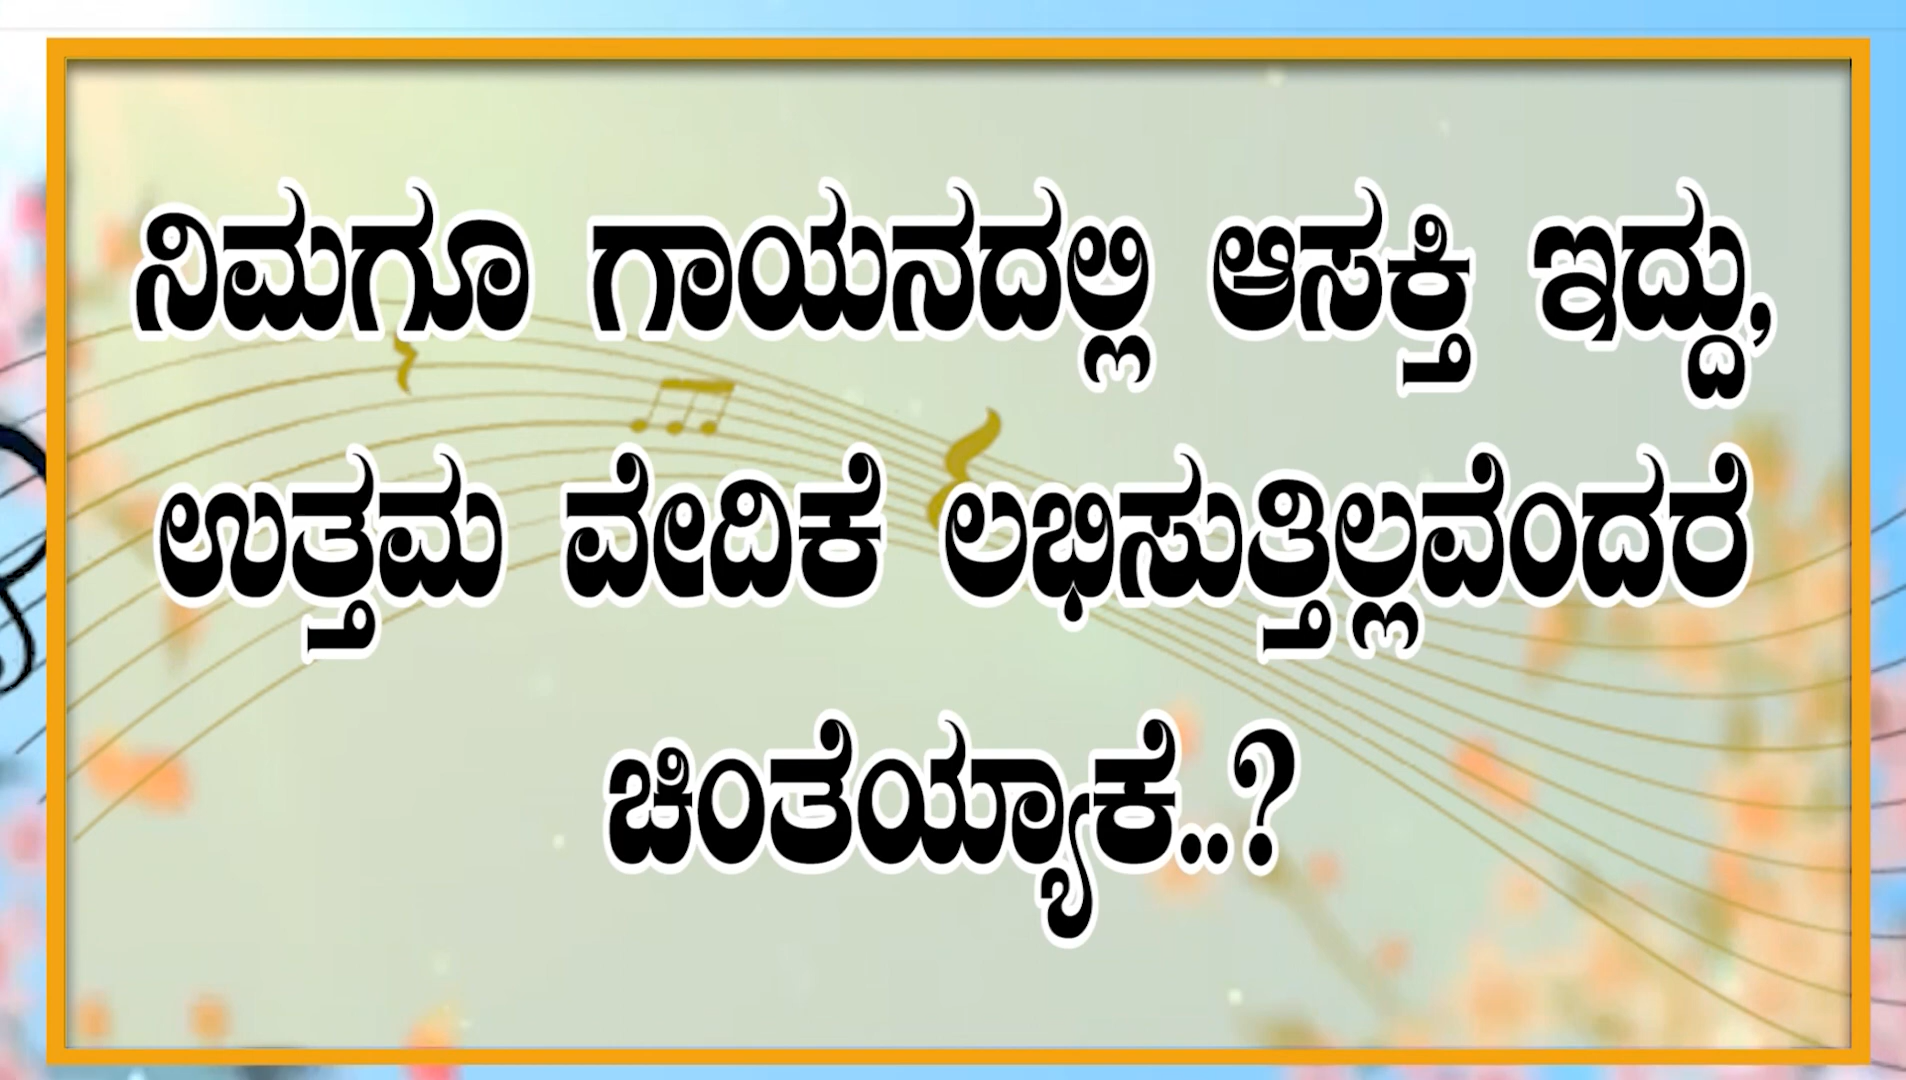 ನಿಮಗೂ ಗಾಯನದಲ್ಲಿ ಆಸಕ್ತಿ ಇದ್ದು,
ಉತ್ತಮ ವೇದಿಕೆ ಲಭಿಸುತ್ತಿಲ್ಲವೆಂದರೆ
ಚಿಂತೆಯ್ಯಾಕೆ..?